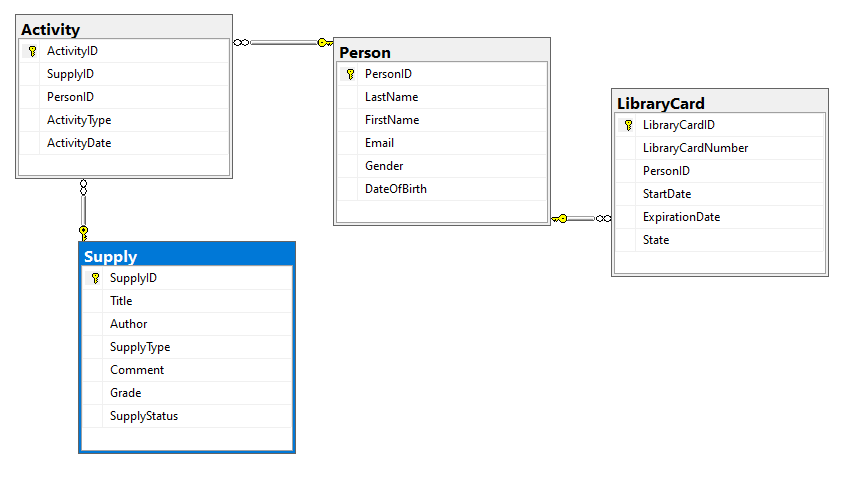 Activity
ActivityID
SupplyID
PersonID
ActivityType
ActivityDate
Person
PersonID
LastName
FirstName
Email
Gender
DateOfBirth
LibraryCard
LibraryCardID
LibraryCardNumber
PersonID
StartDate
ExpirationDate
State
Supply
SupplyID
Title
Author
SupplyType
Comment
Grade
SupplyStatus